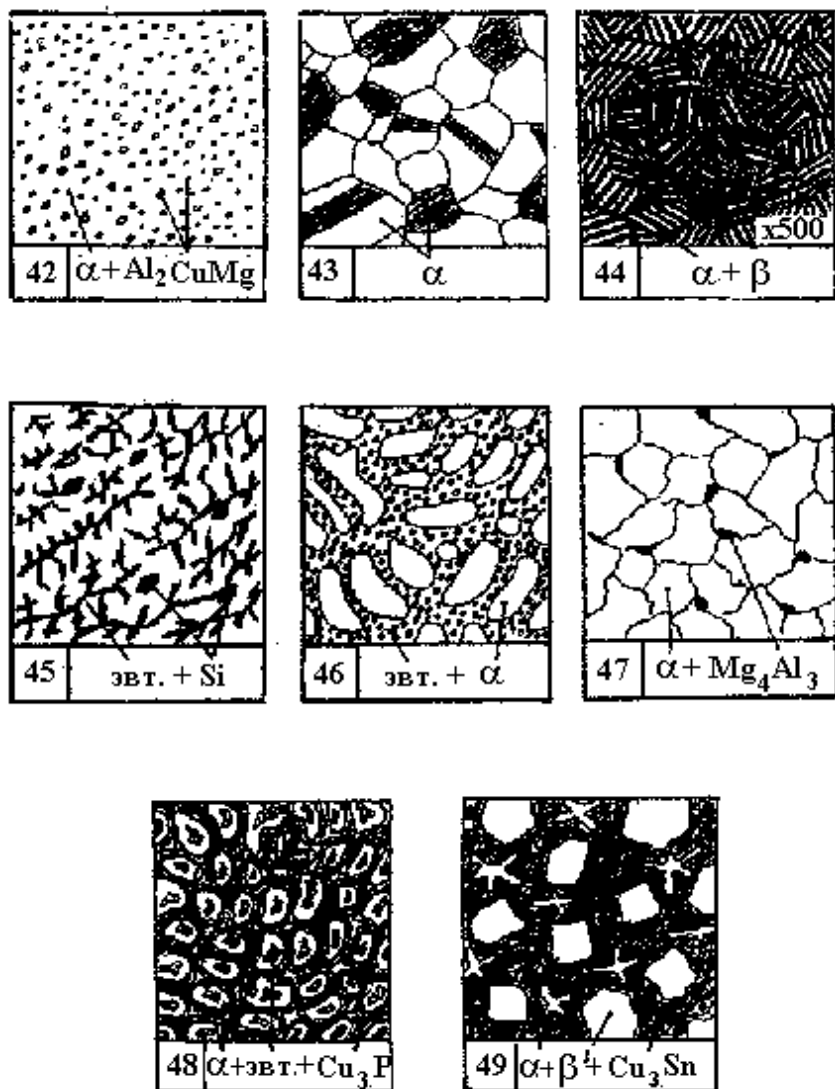 42 α + Al₂CuMg
43 α
x500
44 α + β
45 эвт. + Si
46 эвт. + α
47 α + Mg₄Al₃
48 α+эвт.+Cu₃P
49 α+β'+Cu₃Sn